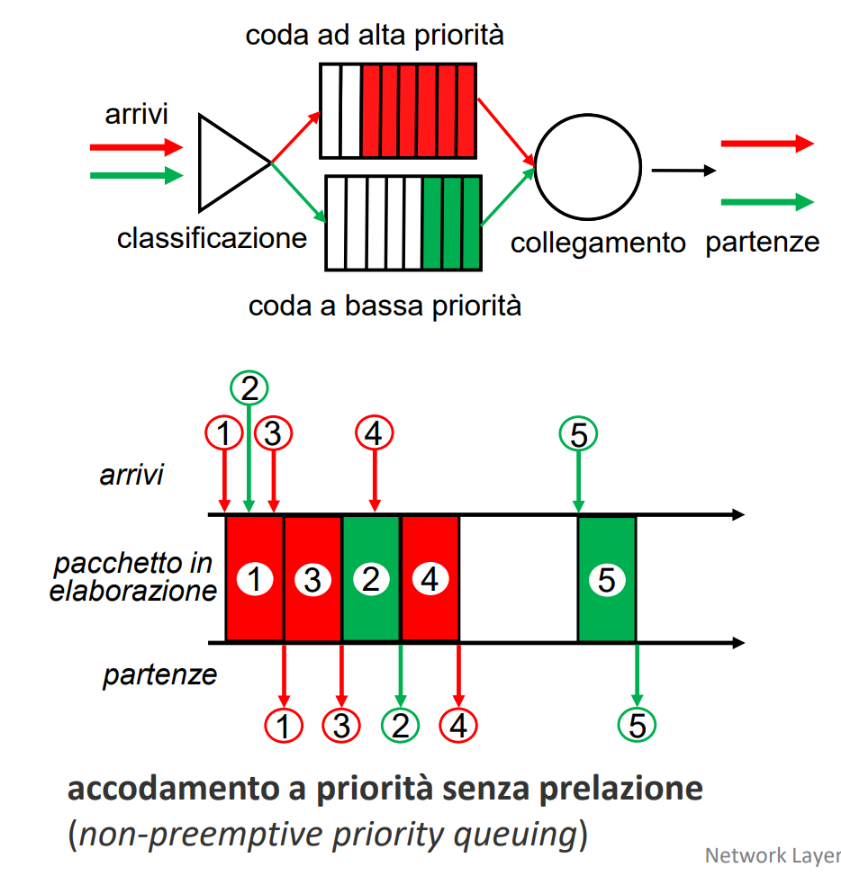 coda ad alta priorità
arrivi
classificazione
collegamento
partenze
coda a bassa priorità
2
1
3
4
5
arrivi
pacchetto in
elaborazione
1
3
2
4
5
partenze
1
3
2
4
5
accodamento a priorità senza prelazione
(non-preemptive priority queuing)
Network Layer